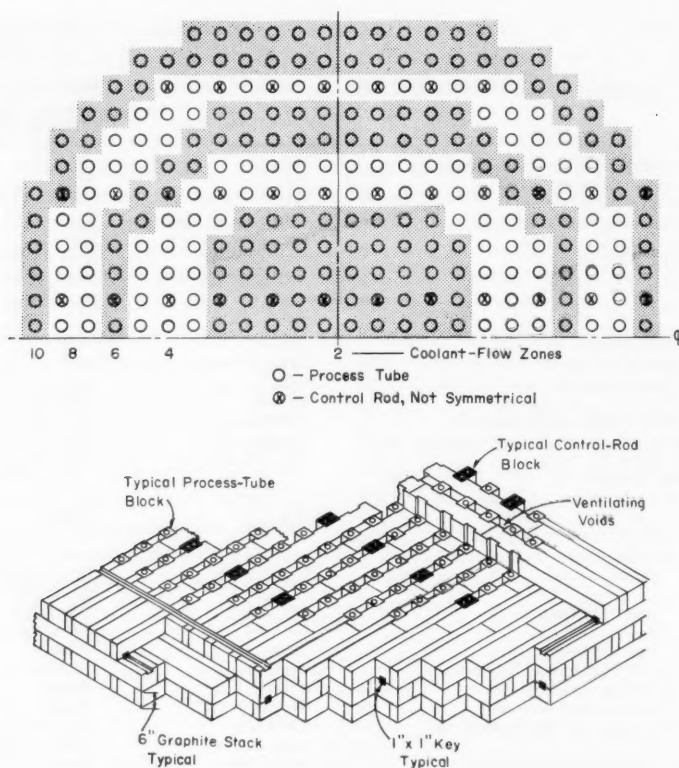 ℄
10 8 6 4 2 Coolant-Flow Zones
O – Process Tube
⊗ – Control Rod, Not Symmetrical
Typical Control-Rod
Block
Typical Process-Tube
Block
Ventilating
Voids
6" Graphite Stack
Typical
1" x 1" Key
Typical